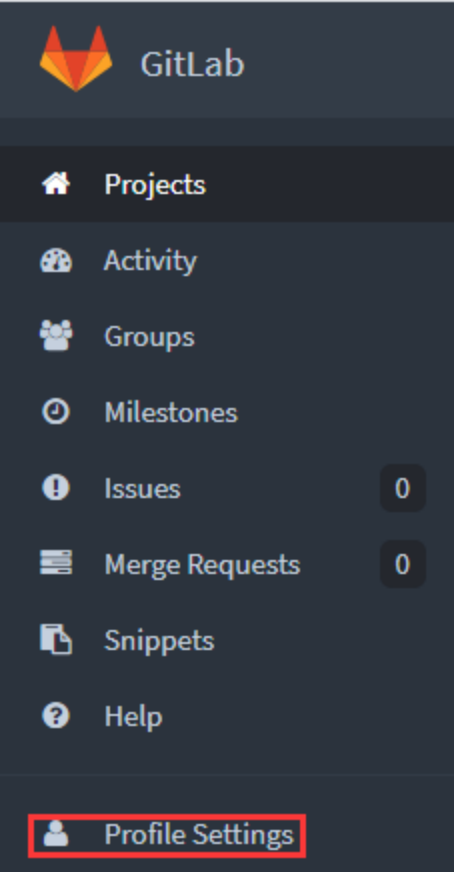 GitLab
Projects
Activity
Groups
Milestones
Issues 0
Merge Requests 0
Snippets
Help
Profile Settings